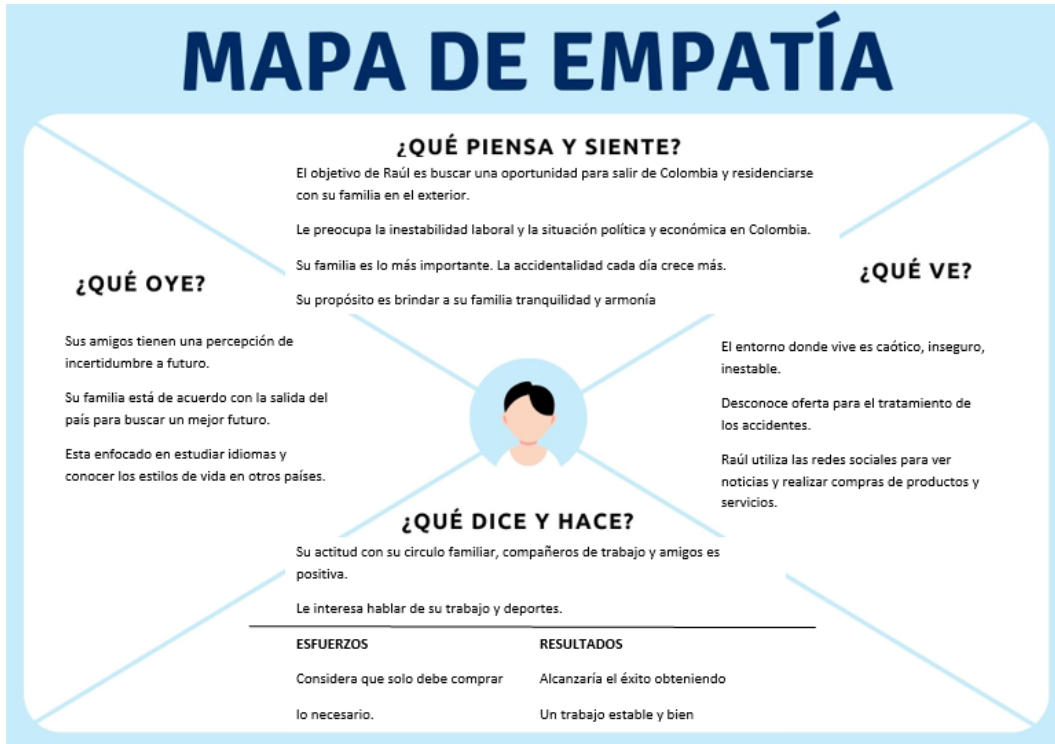 MAPA DE EMPATÍA
¿QUÉ PIENSA Y SIENTE?
El objetivo de Raúl es buscar una oportunidad para salir de Colombia y residenciarse
con su familia en el exterior.
Le preocupa la inestabilidad laboral y la situación política y económica en Colombia.
Su familia es lo más importante. La accidentalidad cada día crece más.
Su propósito es brindar a su familia tranquilidad y armonía
¿QUÉ OYE?
Sus amigos tienen una percepción de
incertidumbre a futuro.
Su familia está de acuerdo con la salida del
país para buscar un mejor futuro.
Esta enfocado en estudiar idiomas y
conocer los estilos de vida en otros países.
¿QUÉ VE?
El entorno donde vive es caótico, inseguro,
inestable.
Desconoce oferta para el tratamiento de
los accidentes.
Raúl utiliza las redes sociales para ver
noticias y realizar compras de productos y
servicios.
¿QUÉ DICE Y HACE?
Su actitud con su circulo familiar, compañeros de trabajo y amigos es
positiva.
Le interesa hablar de su trabajo y deportes.
ESFUERZOS
Considera que solo debe comprar
lo necesario.
RESULTADOS
Alcanzaría el éxito obteniendo
Un trabajo estable y bien